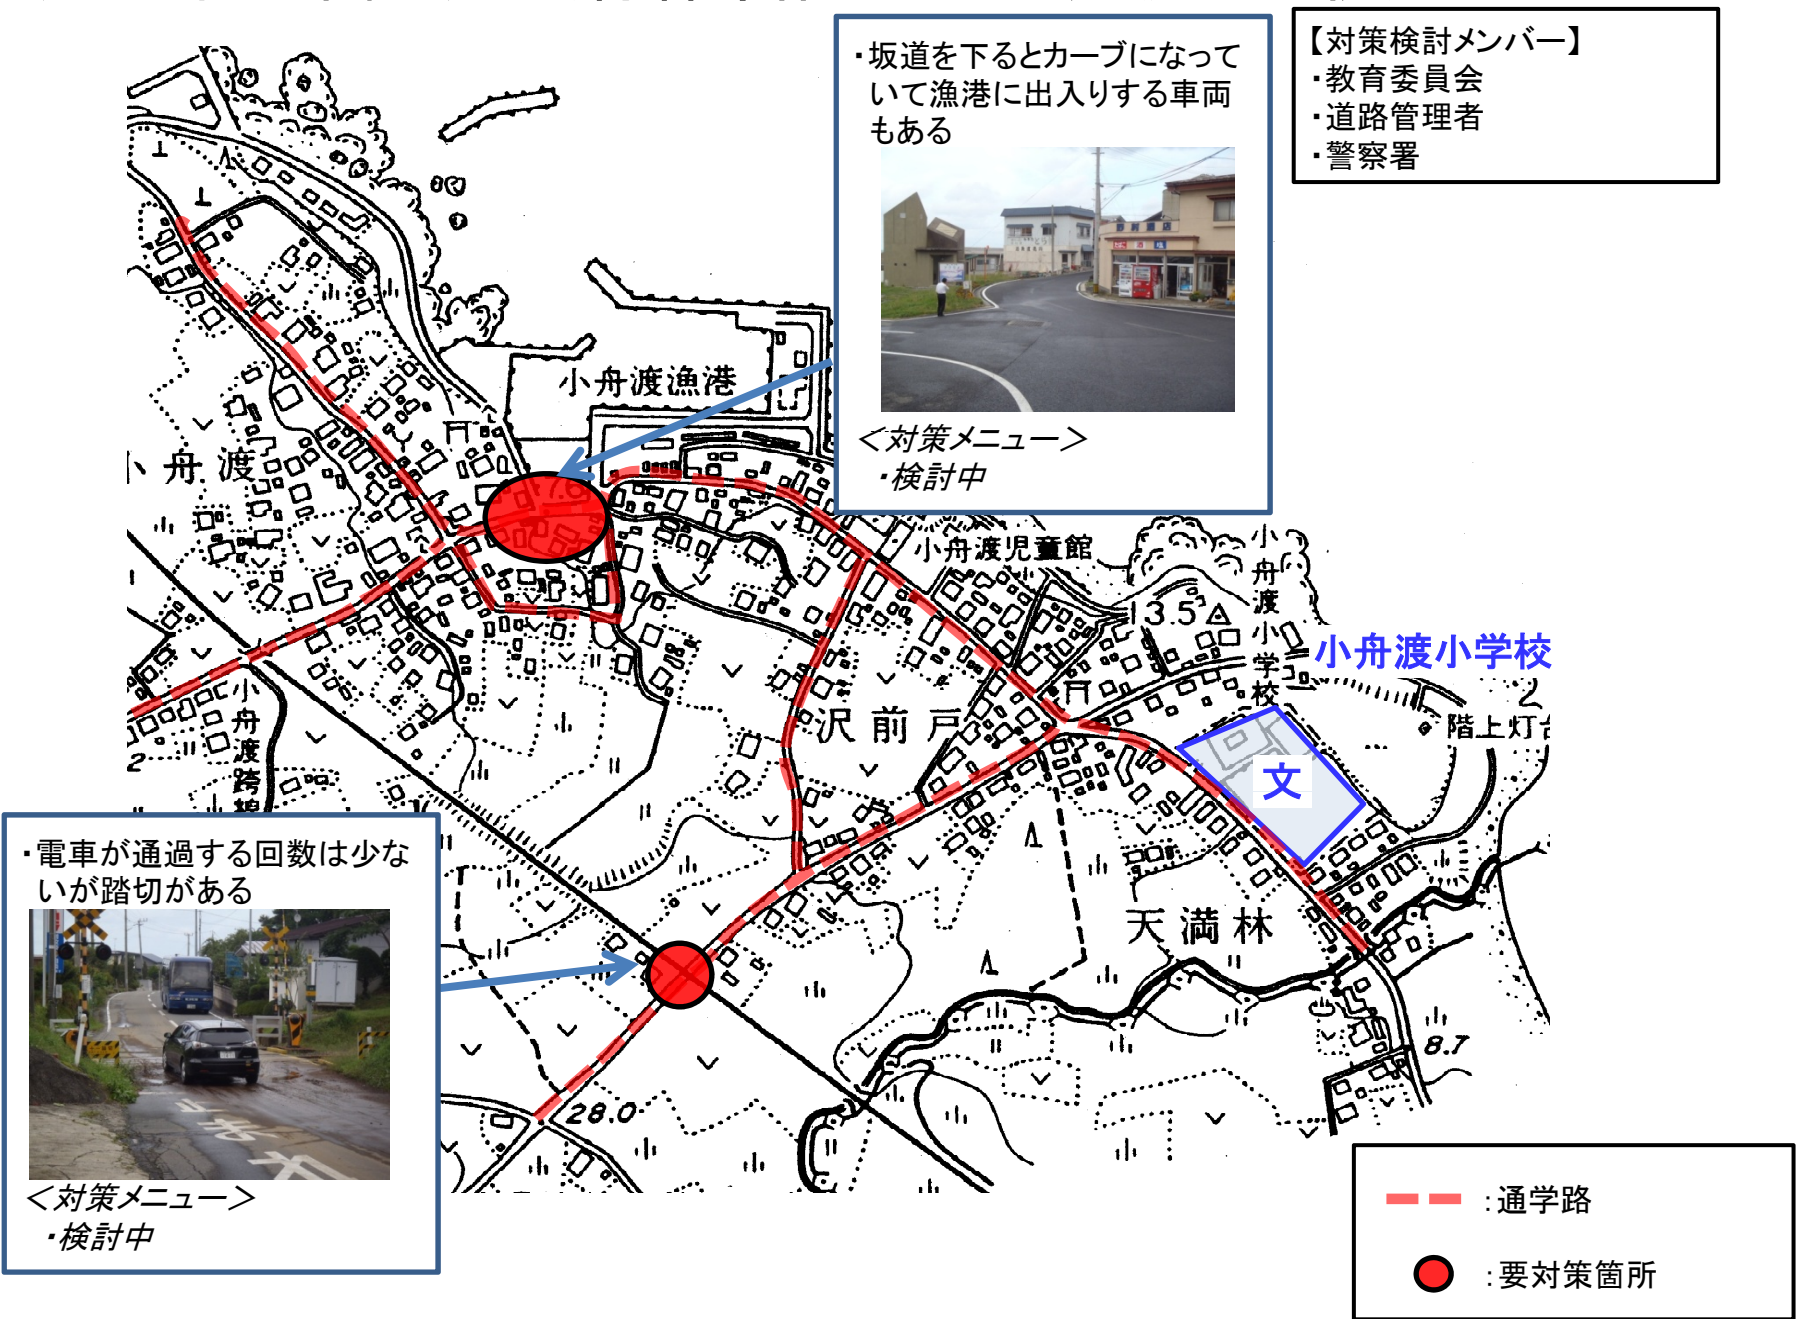 ・坂道を下るとカーブになって
いて漁港に出入りする車両
もある
<対策メニュー>
・検討中
【対策検討メンバー】
・教育委員会
・道路管理者
・警察署
小舟渡漁港
小舟渡
小舟渡児童館
13.5
小舟渡小学校
小舟渡小学校
文
階上灯台
沢前戸
小舟渡跨線
天満林
8.7
28.0
・電車が通過する回数は少な
いが踏切がある
<対策メニュー>
・検討中
:通学路
:要対策箇所